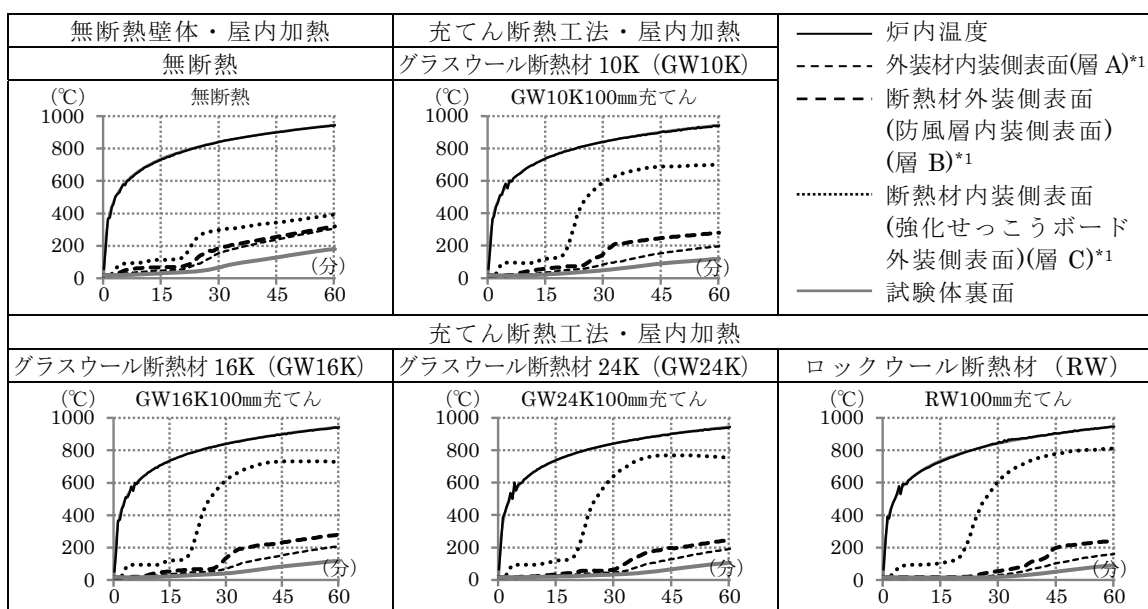 無断熱壁体・屋内加熱
充てん断熱工法・屋内加熱
無断熱
グラスウール断熱材 10K（GW10K）
炉内温度
外装材内装側表面(層 A)*1
断熱材外装側表面
(防風層内装側表面)
(層 B)*1
断熱材内装側表面
(強化せっこうボード
外装側表面)(層 C)*1
試験体裏面
(℃) 無断熱
1000
800
600
400
200
0
(分)
0 15 30 45 60
(℃) GW10K100㎜充てん
1000
800
600
400
200
0
(分)
0 15 30 45 60
充てん断熱工法・屋内加熱
グラスウール断熱材 16K（GW16K）
グラスウール断熱材 24K（GW24K）
ロックウール断熱材（RW）
(℃) GW16K100㎜充てん
1000
800
600
400
200
0
(分)
0 15 30 45 60
(℃) GW24K100㎜充てん
1000
800
600
400
200
0
(分)
0 15 30 45 60
(℃) RW100㎜充てん
1000
800
600
400
200
0
(分)
0 15 30 45 60